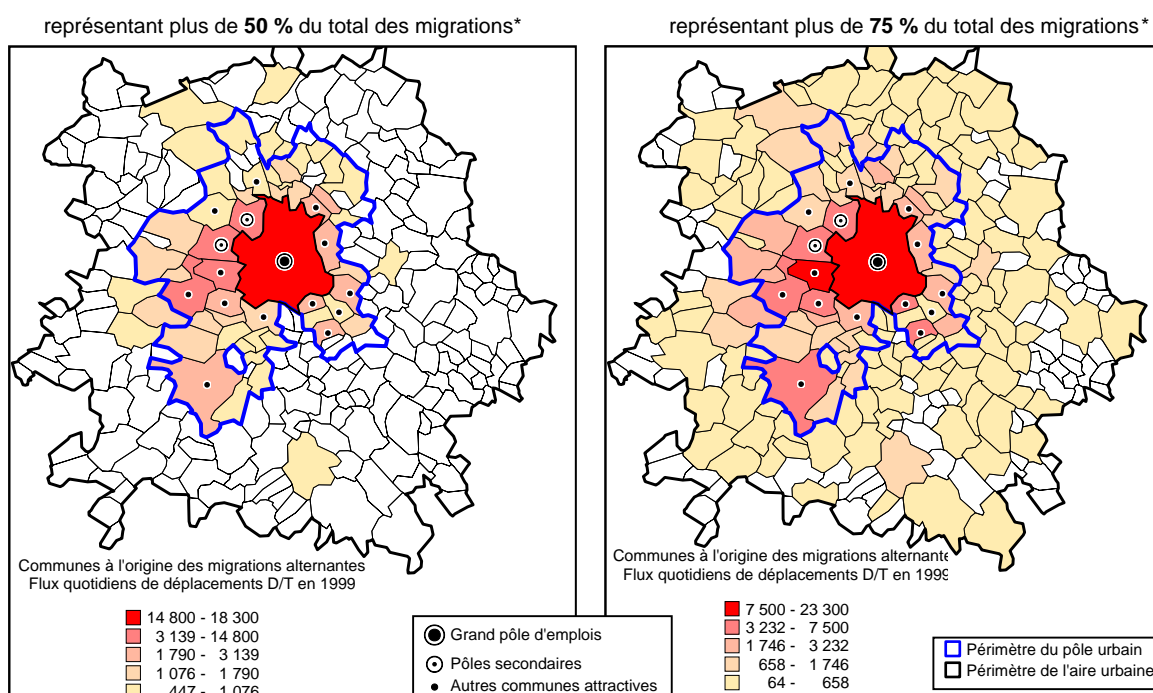 représentant plus de 50 % du total des migrations*
représentant plus de 75 % du total des migrations*
Communes à l'origine des migrations alternantes
Flux quotidiens de déplacements D/T en 1999
14 800 - 18 300
3 139 - 14 800
1 790 - 3 139
1 076 - 1 790
447 - 1 076
Grand pôle d'emplois
Pôles secondaires
Autres communes attractives
Communes à l'origine des migrations alternante
Flux quotidiens de déplacements D/T en 1999
7 500 - 23 300
3 232 - 7 500
1 746 - 3 232
658 - 1 746
64 - 658
Périmètre du pôle urbain
Périmètre de l'aire urbaine